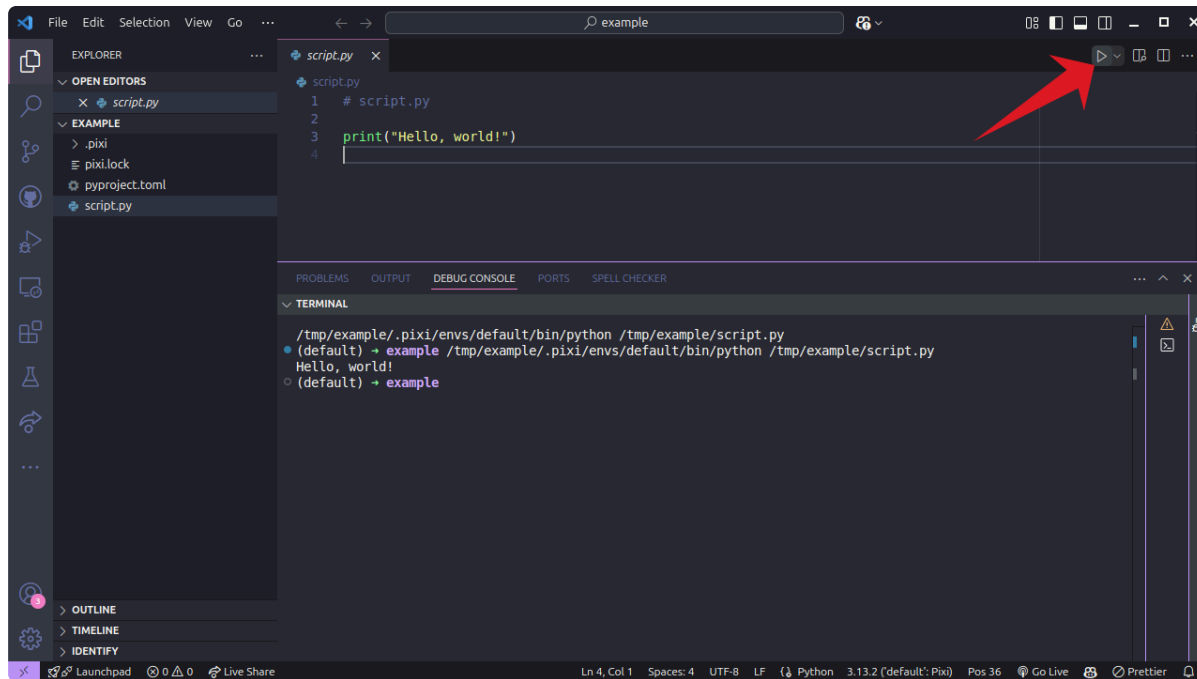 File Edit Selection View Go ···
example
EXPLORER ···
OPEN EDITORS
script.py
EXAMPLE
.pixi
pixi.lock
pyproject.toml
script.py
OUTLINE
TIMELINE
IDENTIFY
3
script.py
script.py
1 # script.py
2
3 print("Hello, world!")
4
PROBLEMS OUTPUT DEBUG CONSOLE PORTS SPELL CHECKER
TERMINAL
/tmp/example/.pixi/envs/default/bin/python /tmp/example/script.py
(default) → example /tmp/example/.pixi/envs/default/bin/python /tmp/example/script.py
Hello, world!
(default) → example
Launchpad 0 0 Live Share Ln 4, Col 1 Spaces: 4 UTF-8 LF Python 3.13.2 ('default': Pixi) Pos 36 Go Live Prettier